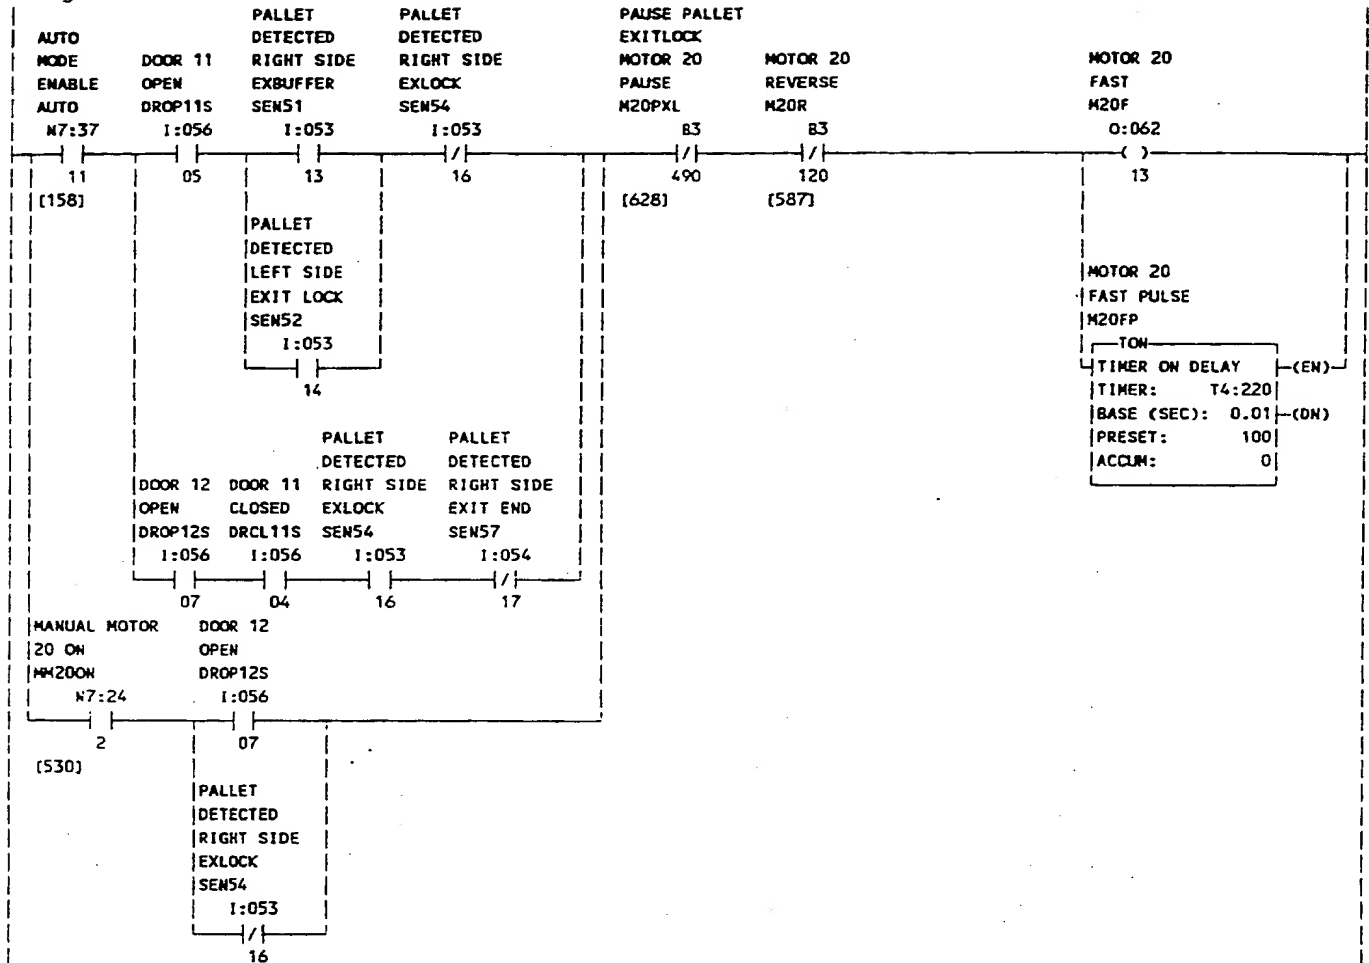 PALLET PALLET PAUSE PALLET
AUTO DETECTED DETECTED EXITLOCK
MODE DOOR 11 RIGHT SIDE RIGHT SIDE MOTOR 20 MOTOR 20 MOTOR 20
ENABLE OPEN EXBUFFER EXLOCK PAUSE REVERSE FAST
AUTO DROP11S SEN51 SEN54 M20PXL M20R M20F
N7:37 I:056 I:053 I:053 B3 B3 O:062
11 05 13 16 490 120 13
[158] [628] [587]
PALLET
DETECTED
LEFT SIDE MOTOR 20
EXIT LOCK FAST PULSE
SEN52 M20FP
I:053 TON
14 TIMER ON DELAY (EN)
TIMER: T4:220
BASE (SEC): 0.01 (DN)
PRESET: 100
ACCUM: 0
PALLET PALLET
DETECTED DETECTED
DOOR 12 DOOR 11 RIGHT SIDE RIGHT SIDE
OPEN CLOSED EXLOCK EXIT END
DROP12S DRCL11S SEN54 SEN57
I:056 I:056 I:053 I:054
07 04 16 17
MANUAL MOTOR DOOR 12
20 ON OPEN
MM20ON DROP12S
N7:24 I:056
2 07
[530]
PALLET
DETECTED
RIGHT SIDE
EXLOCK
SEN54
I:053
16